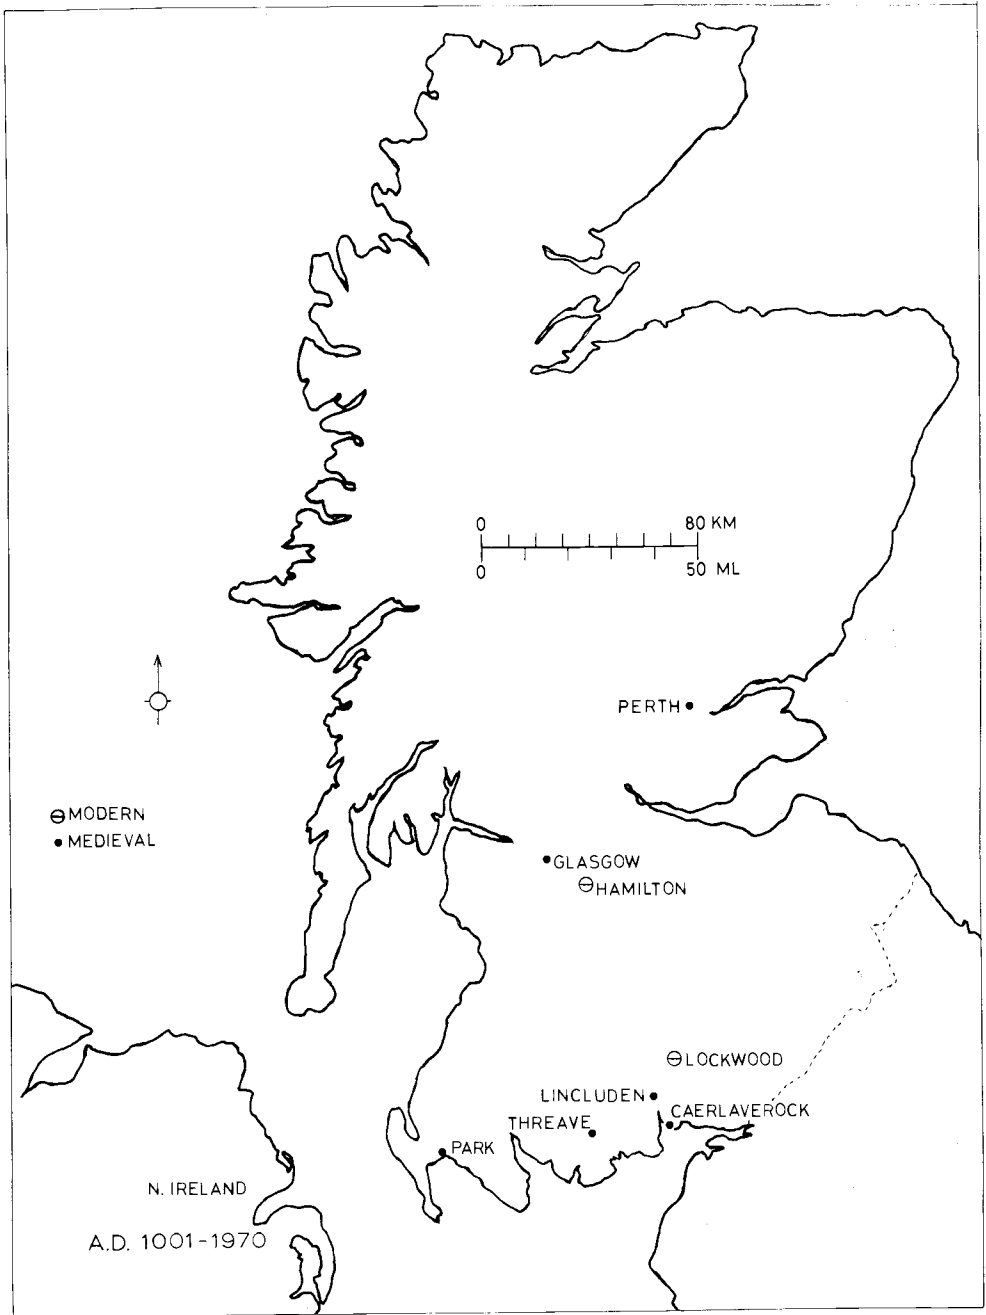 0 80 KM
0 50 ML
PERTH
MODERN
MEDIEVAL
GLASGOW
HAMILTON
LOCKWOOD
LINCLUDEN
CAERLAVEROCK
THREAVE
PARK
N. IRELAND
A.D. 1001-1970